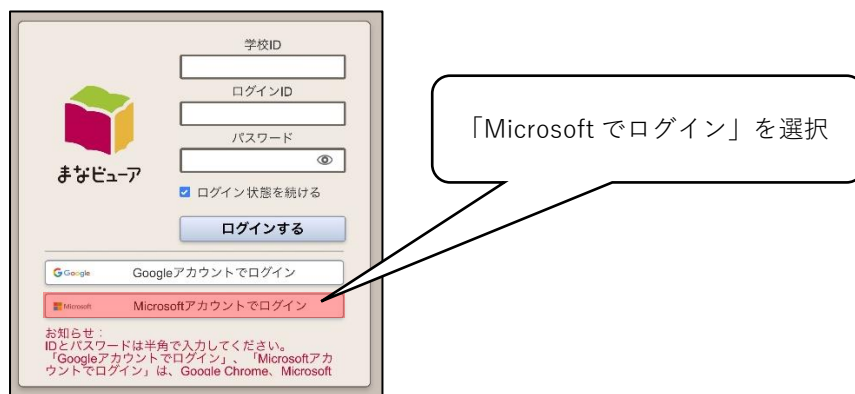 学校ID
ログインID
パスワード
まなビューア
ログイン状態を続ける
ログインする
Google Googleアカウントでログイン
Microsoft Microsoftアカウントでログイン
お知らせ：
IDとパスワードは半角で入力してください。
「Googleアカウントでログイン」、「Microsoftアカ
ウントでログイン」は、Google Chrome、Microsoft
「Microsoft でログイン」を選択